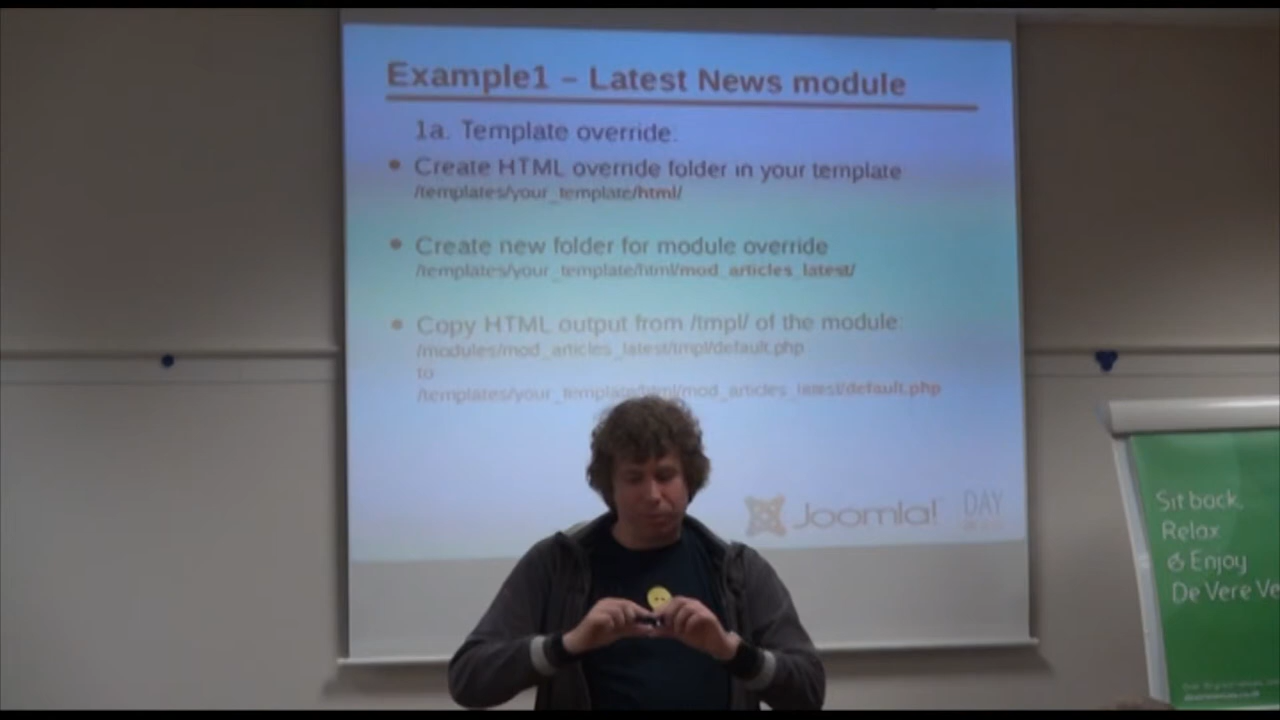 Example1 – Latest News module
1a. Template override:
• Create HTML override folder in your template
/templates/your_template/html/
• Create new folder for module override
/templates/your_template/html/mod_articles_latest/
• Copy HTML output from /tmpl/ of the module:
/modules/mod_articles_latest/tmpl/default.php
to
/templates/your_template/html/mod_articles_latest/default.php
Joomla! DAY
Sit back,
Relax
& Enjoy
De Vere Ve